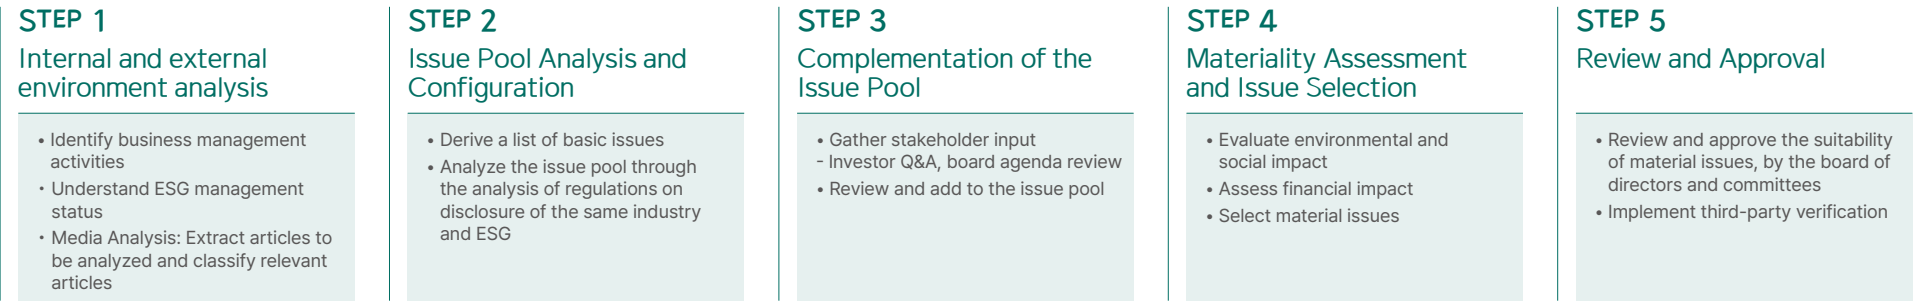 STEP 1
Internal and external
environment analysis
• Identify business management
activities
• Understand ESG management
status
• Media Analysis: Extract articles to
be analyzed and classify relevant
articles
STEP 2
Issue Pool Analysis and
Configuration
• Derive a list of basic issues
• Analyze the issue pool through
the analysis of regulations on
disclosure of the same industry
and ESG
STEP 3
Complementation of the
Issue Pool
• Gather stakeholder input
- Investor Q&A, board agenda review
• Review and add to the issue pool
STEP 4
Materiality Assessment
and Issue Selection
• Evaluate environmental and
social impact
• Assess financial impact
• Select material issues
STEP 5
Review and Approval
• Review and approve the suitability
of material issues, by the board of
directors and committees
• Implement third-party verification